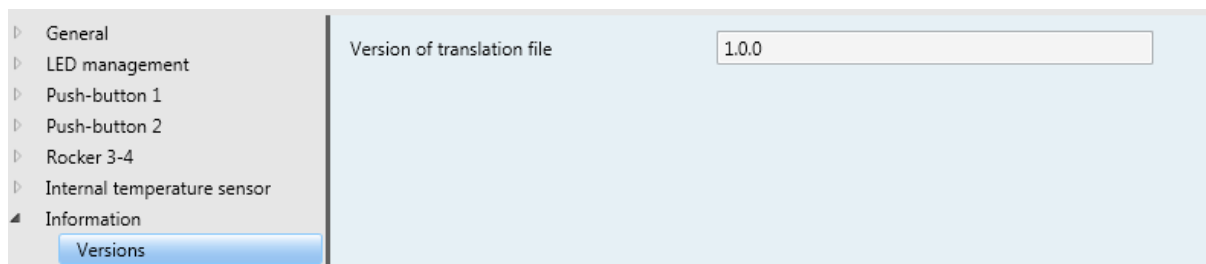 General
LED management
Push-button 1
Push-button 2
Rocker 3-4
Internal temperature sensor
Information
Versions
Version of translation file 1.0.0